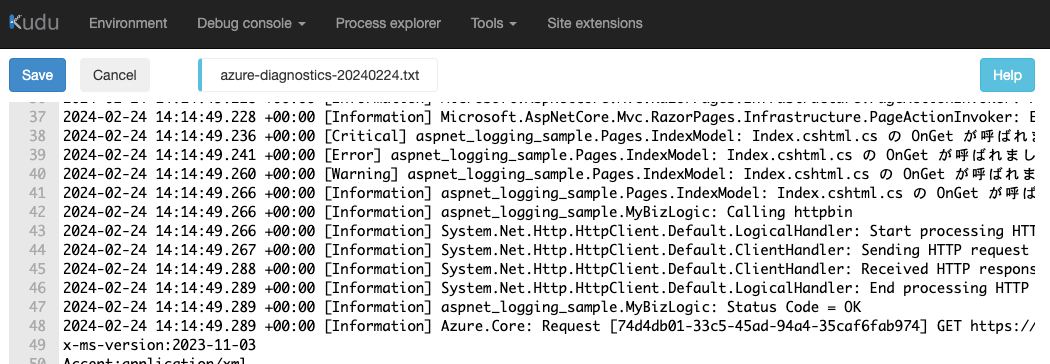 Kudu Environment Debug console Process explorer Tools Site extensions
Save Cancel azure-diagnostics-20240224.txt Help
37 2024-02-24 14:14:49.228 +00:00 [Information] Microsoft.AspNetCore.Mvc.RazorPages.Infrastructure.PageActionInvoker: E
38 2024-02-24 14:14:49.236 +00:00 [Critical] aspnet_logging_sample.Pages.IndexModel: Index.cshtml.cs の OnGet が呼ばれま
39 2024-02-24 14:14:49.241 +00:00 [Error] aspnet_logging_sample.Pages.IndexModel: Index.cshtml.cs の OnGet が呼ばれまし
40 2024-02-24 14:14:49.260 +00:00 [Warning] aspnet_logging_sample.Pages.IndexModel: Index.cshtml.cs の OnGet が呼ばれ
41 2024-02-24 14:14:49.266 +00:00 [Information] aspnet_logging_sample.Pages.IndexModel: Index.cshtml.cs の OnGet が呼ば
42 2024-02-24 14:14:49.266 +00:00 [Information] aspnet_logging_sample.MyBizLogic: Calling httpbin
43 2024-02-24 14:14:49.266 +00:00 [Information] System.Net.Http.HttpClient.Default.LogicalHandler: Start processing HTT
44 2024-02-24 14:14:49.267 +00:00 [Information] System.Net.Http.HttpClient.Default.ClientHandler: Sending HTTP request
45 2024-02-24 14:14:49.288 +00:00 [Information] System.Net.Http.HttpClient.Default.ClientHandler: Received HTTP respons
46 2024-02-24 14:14:49.289 +00:00 [Information] System.Net.Http.HttpClient.Default.LogicalHandler: End processing HTTP
47 2024-02-24 14:14:49.289 +00:00 [Information] aspnet_logging_sample.MyBizLogic: Status Code = OK
48 2024-02-24 14:14:49.289 +00:00 [Information] Azure.Core: Request [74d4db01-33c5-45ad-94a4-35caf6fab974] GET https:/
49 x-ms-version:2023-11-03
50 Accept:application/xml